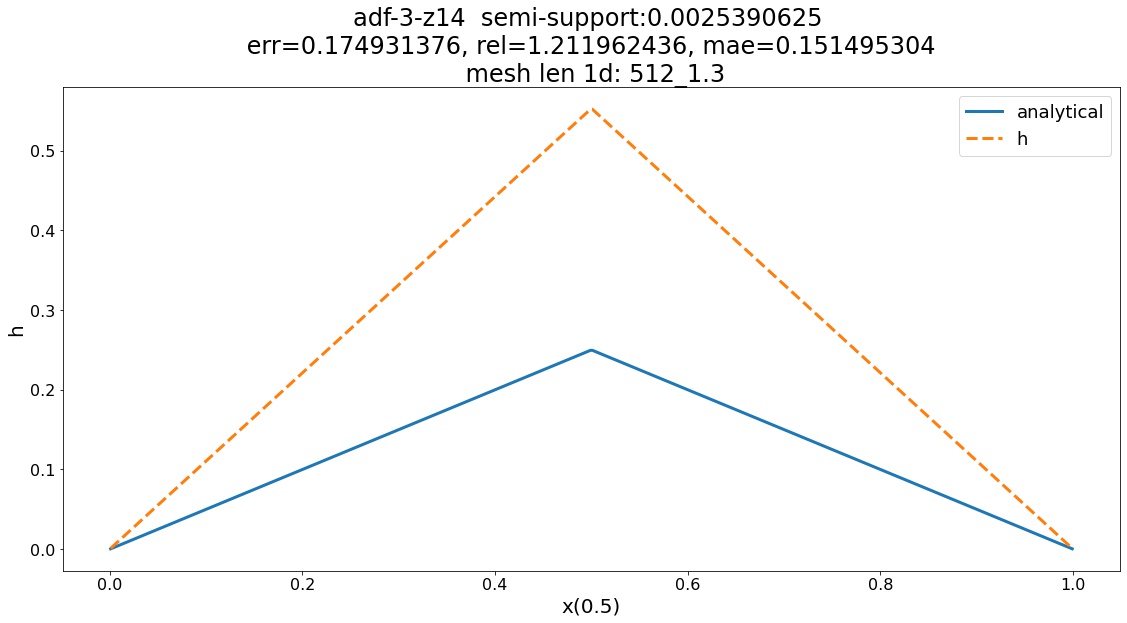 adf-3-z14  semi-support:0.0025390625
err=0.174931376, rel=1.211962436, mae=0.151495304
mesh len 1d: 512_1.3
analytical
h
0.5
0.4
0.3
0.2
0.1
0.0
h
0.0 0.2 0.4 0.6 0.8 1.0
x(0.5)